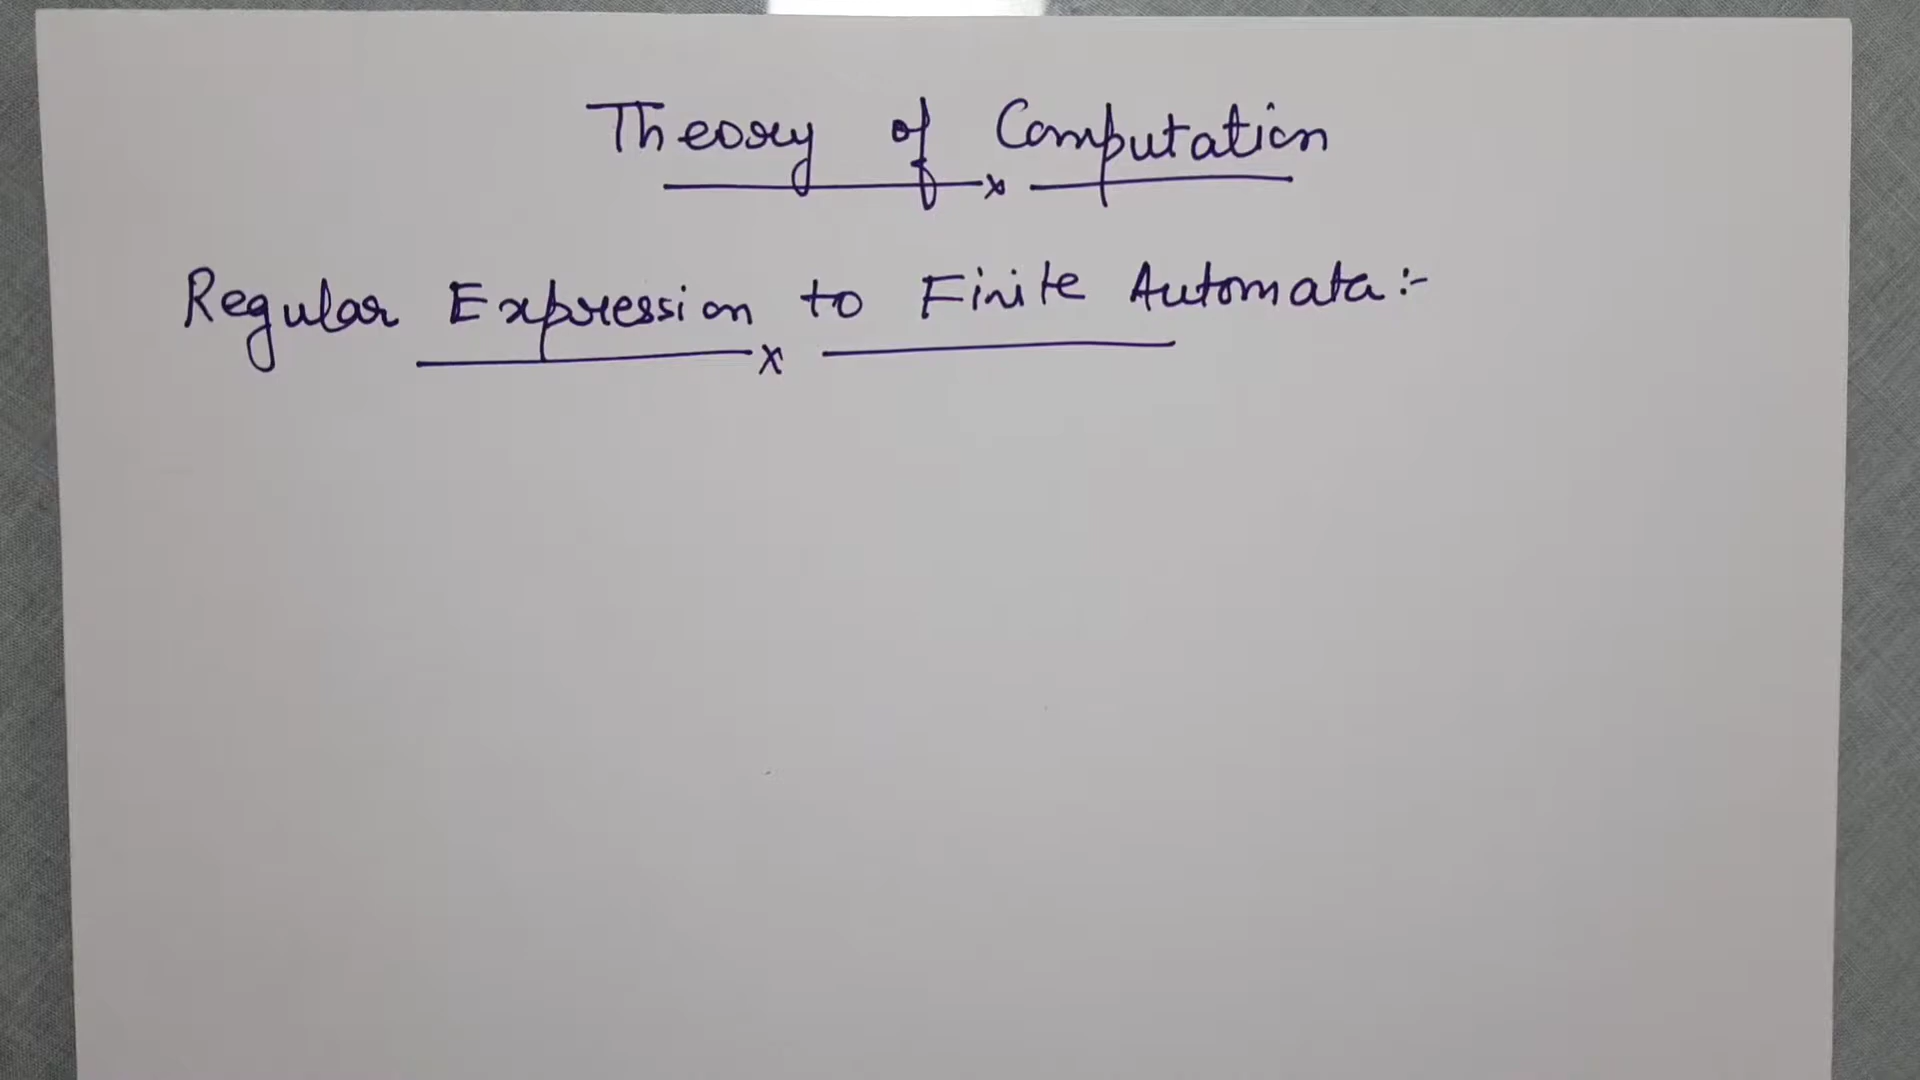 Theory of Computation
Regular Expression to Finite Automata :-